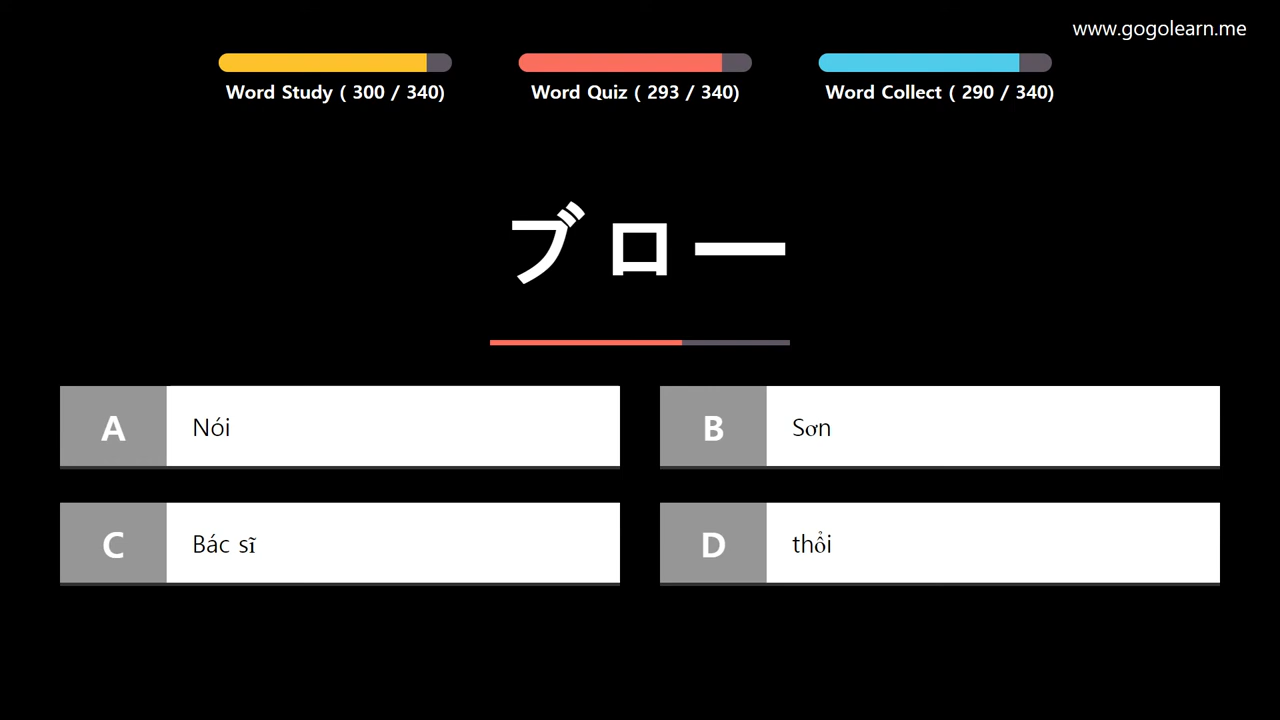 www.gogolearn.me
Word Study ( 300 / 340)
Word Quiz ( 293 / 340)
Word Collect ( 290 / 340)
ブロー
A Nói
B Sơn
C Bác sĩ
D thổi